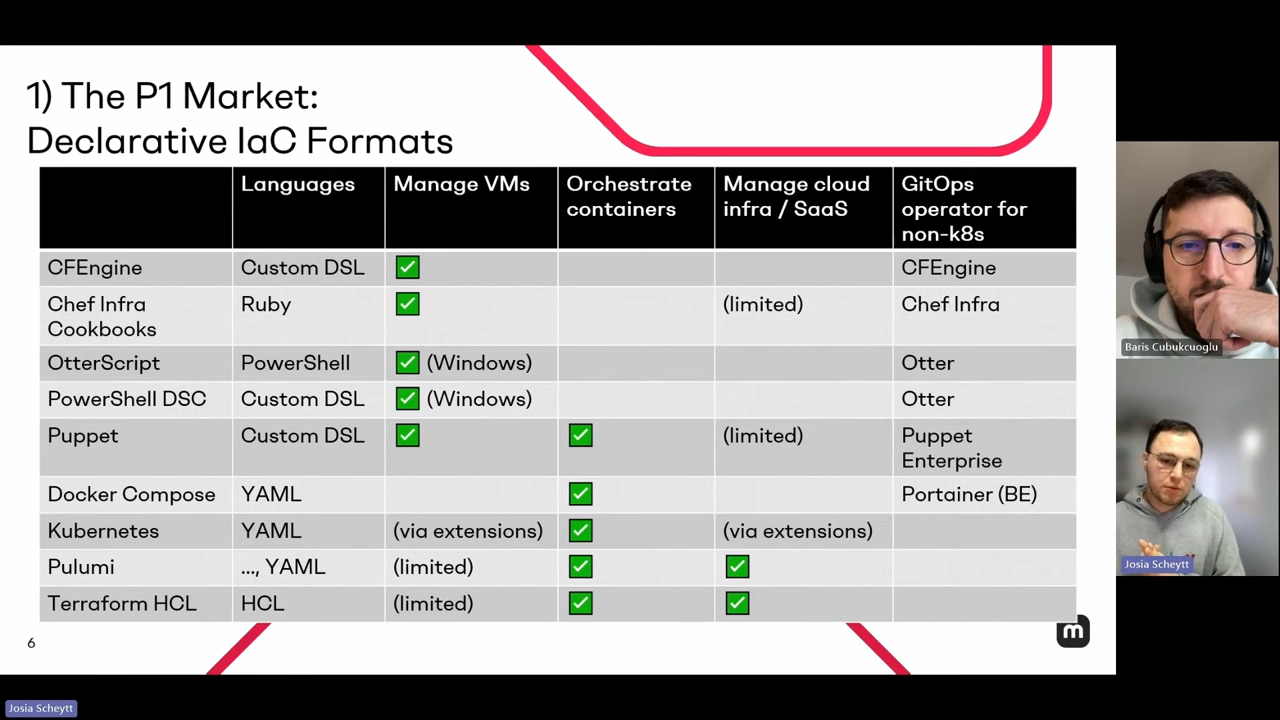 1) The P1 Market:
Declarative IaC Formats
Languages
Manage VMs
Orchestrate
containers
Manage cloud
infra / SaaS
GitOps
operator for
non-k8s
CFEngine
Custom DSL
CFEngine
Chef Infra
Cookbooks
Ruby
(limited)
Chef Infra
OtterScript
PowerShell
(Windows)
Otter
PowerShell DSC
Custom DSL
(Windows)
Otter
Puppet
Custom DSL
(limited)
Puppet
Enterprise
Docker Compose
YAML
Portainer (BE)
Kubernetes
YAML
(via extensions)
(via extensions)
Pulumi
..., YAML
(limited)
Terraform HCL
HCL
(limited)
6
m
Baris Cubukcuoglu
Josia Scheytt
Josia Scheytt